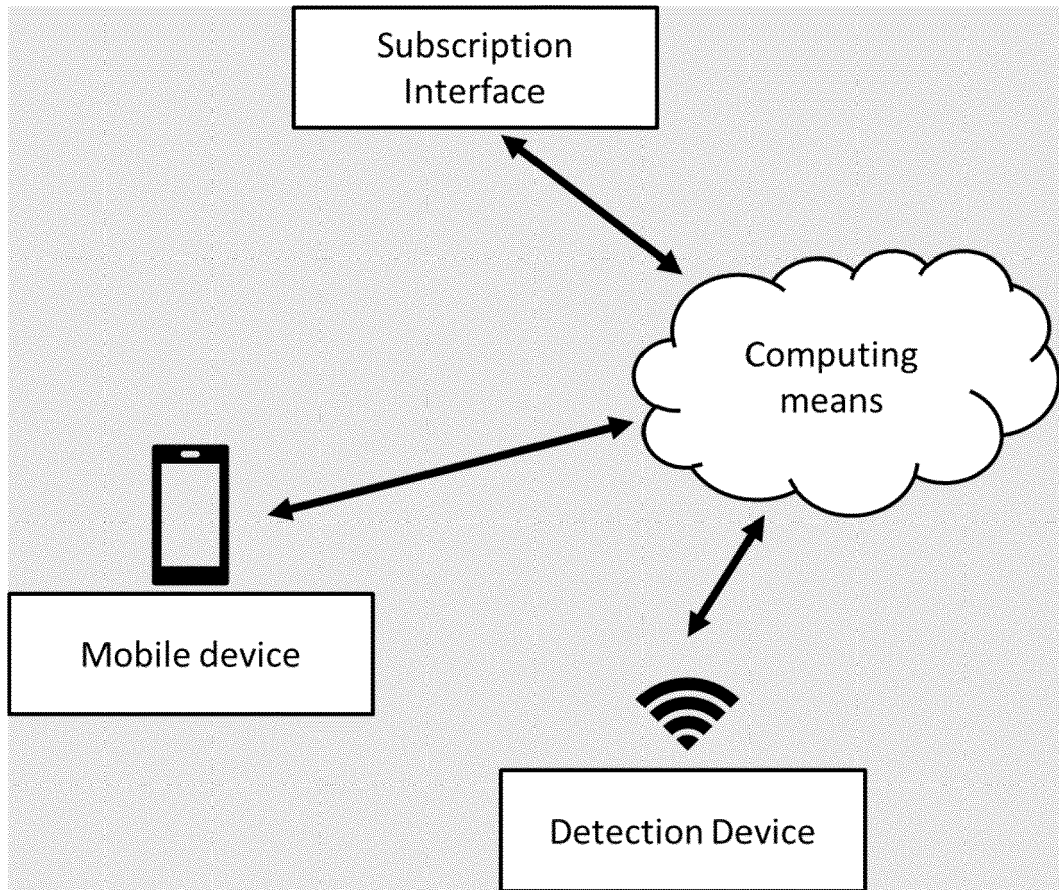 Subscription
Interface
Computing
means
Mobile device
Detection Device